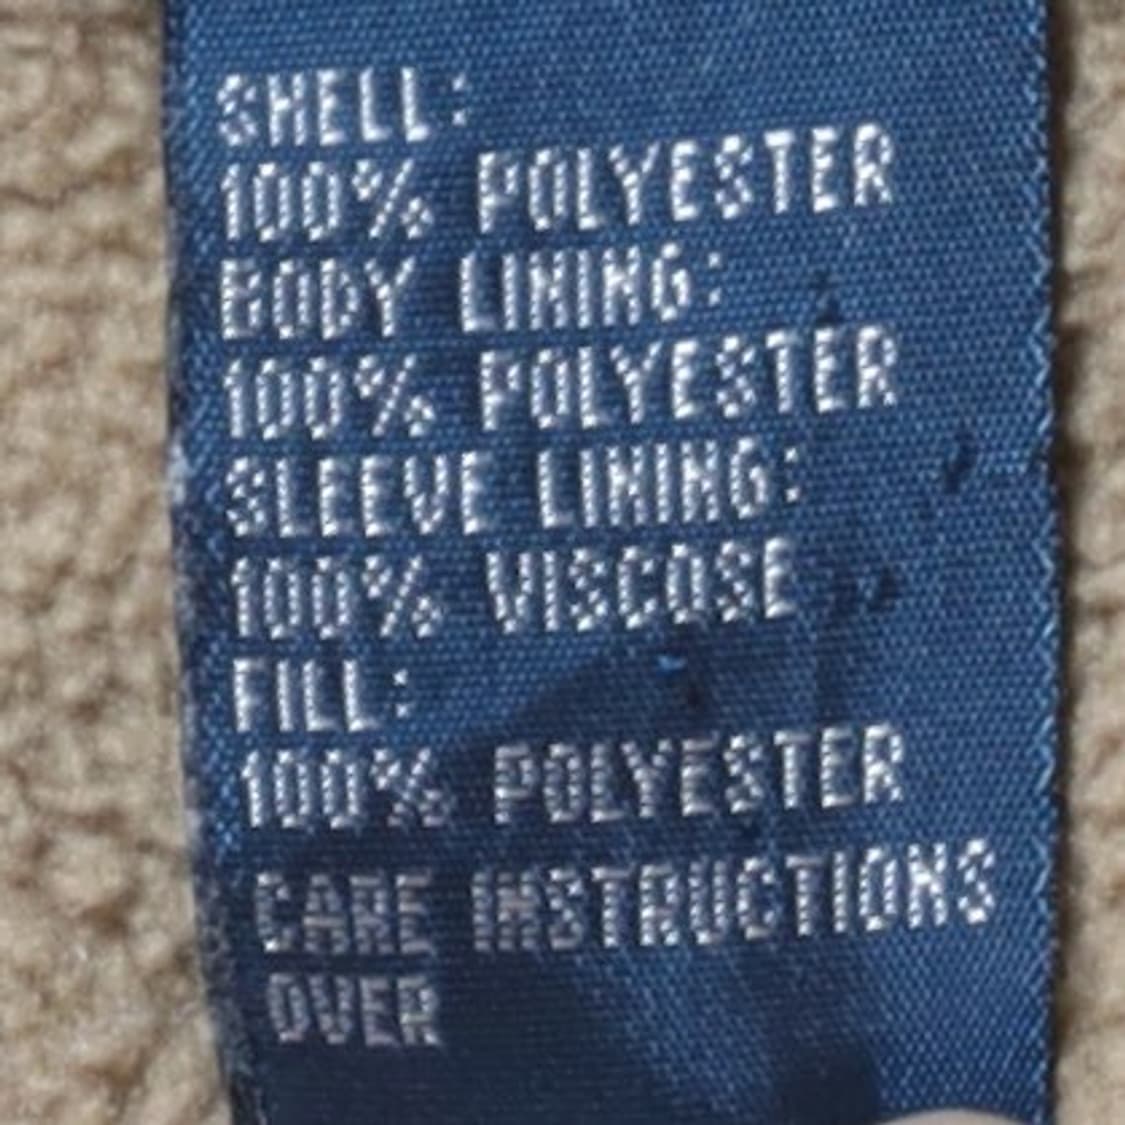 SHELL:
100% POLYESTER
BODY LINING:
100% POLYESTER
SLEEVE LINING:
100% VISCOSE
FILL:
100% POLYESTER
CARE INSTRUCTIONS
OVER